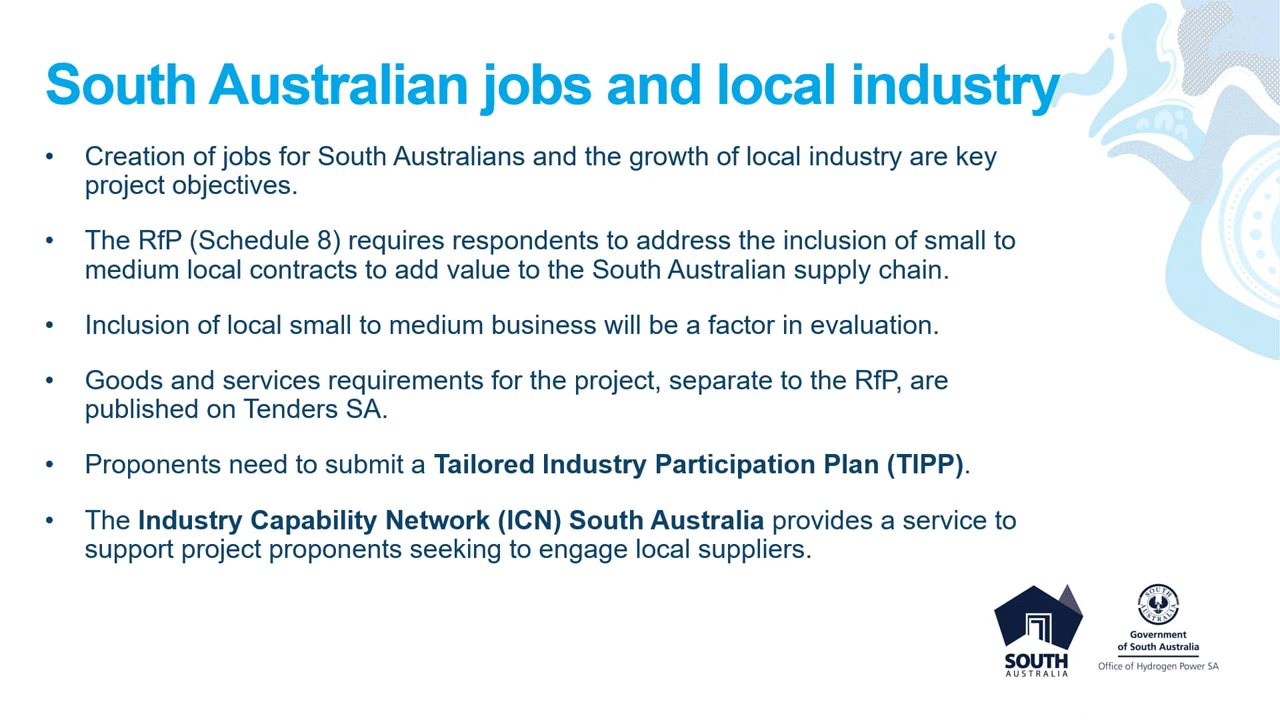 South Australian jobs and local industry
• Creation of jobs for South Australians and the growth of local industry are key
project objectives.
• The RfP (Schedule 8) requires respondents to address the inclusion of small to
medium local contracts to add value to the South Australian supply chain.
• Inclusion of local small to medium business will be a factor in evaluation.
• Goods and services requirements for the project, separate to the RfP, are
published on Tenders SA.
• Proponents need to submit a Tailored Industry Participation Plan (TIPP).
• The Industry Capability Network (ICN) South Australia provides a service to
support project proponents seeking to engage local suppliers.
SOUTH
AUSTRALIA
SOUTH
AUSTRALIA
Government
of South Australia
Office of Hydrogen Power SA